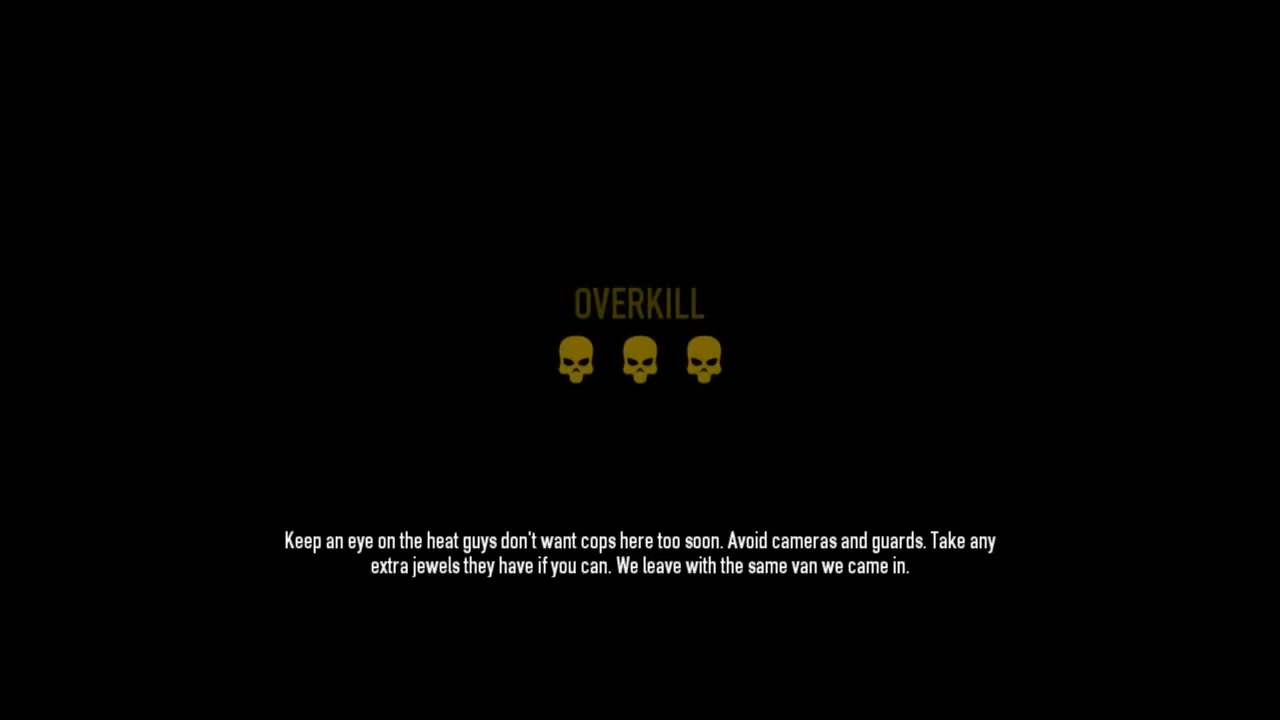 OVERKILL
Keep an eye on the heat guys don't want cops here too soon. Avoid cameras and guards. Take any
extra jewels they have if you can. We leave with the same van we came in.